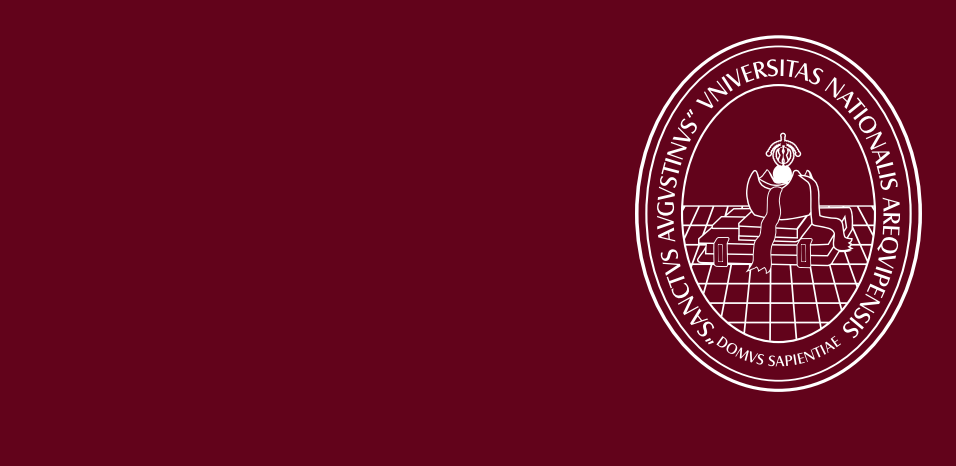 "SANCTVS AVGVSTINVS" VNIVERSITAS NATIONALIS AREQVIPENSIS
DOMVS SAPIENTIAE